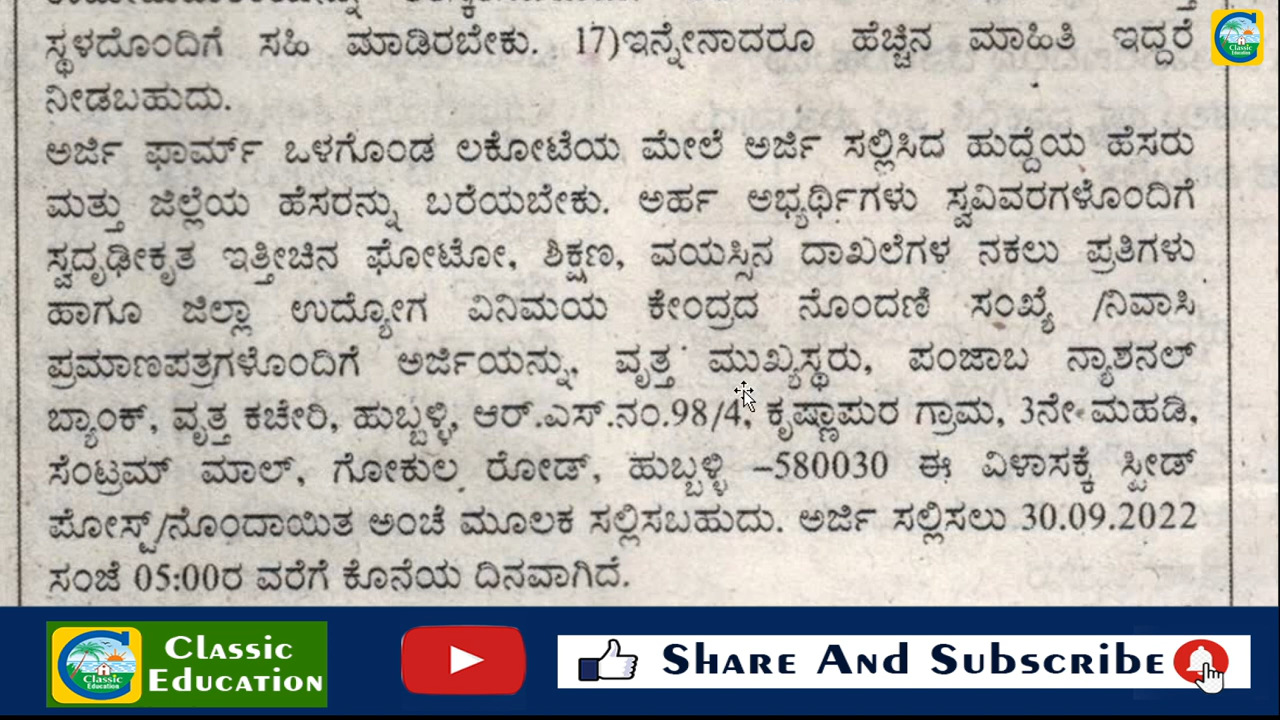 ಸ್ಥಳದೊಂದಿಗೆ ಸಹಿ ಮಾಡಿರಬೇಕು. 17)ಇನ್ನೇನಾದರೂ ಹೆಚ್ಚಿನ ಮಾಹಿತಿ ಇದ್ದರೆ
ನೀಡಬಹುದು.
ಅರ್ಜಿ ಫಾರ್ಮ್ ಒಳಗೊಂಡ ಲಕೋಟೆಯ ಮೇಲೆ ಅರ್ಜಿ ಸಲ್ಲಿಸಿದ ಹುದ್ದೆಯ ಹೆಸರು
ಮತ್ತು ಜಿಲ್ಲೆಯ ಹೆಸರನ್ನು ಬರೆಯಬೇಕು. ಅರ್ಹ ಅಭ್ಯರ್ಥಿಗಳು ಸ್ವವಿವರಗಳೊಂದಿಗೆ
ಸ್ವದೃಢೀಕೃತ ಇತ್ತೀಚಿನ ಫೋಟೋ, ಶಿಕ್ಷಣ, ವಯಸ್ಸಿನ ದಾಖಲೆಗಳ ನಕಲು ಪ್ರತಿಗಳು
ಹಾಗೂ ಜಿಲ್ಲಾ ಉದ್ಯೋಗ ವಿನಿಮಯ ಕೇಂದ್ರದ ನೊಂದಣಿ ಸಂಖ್ಯೆ /ನಿವಾಸಿ
ಪ್ರಮಾಣಪತ್ರಗಳೊಂದಿಗೆ ಅರ್ಜಿಯನ್ನು, ವೃತ್ತ ಮುಖ್ಯಸ್ಥರು, ಪಂಜಾಬ ನ್ಯಾಶನಲ್
ಬ್ಯಾಂಕ್, ವೃತ್ತ ಕಚೇರಿ, ಹುಬ್ಬಳ್ಳಿ, ಆರ್.ಎಸ್.ನಂ.98/4, ಕೃಷ್ಣಾಪುರ ಗ್ರಾಮ, 3ನೇ ಮಹಡಿ,
ಸೆಂಟ್ರಮ್ ಮಾಲ್, ಗೋಕುಲ ರೋಡ್, ಹುಬ್ಬಳ್ಳಿ –580030 ಈ ವಿಳಾಸಕ್ಕೆ ಸ್ಪೀಡ್
ಪೋಸ್ಟ್/ನೊಂದಾಯಿತ ಅಂಚೆ ಮೂಲಕ ಸಲ್ಲಿಸಬಹುದು. ಅರ್ಜಿ ಸಲ್ಲಿಸಲು 30.09.2022
ಸಂಜೆ 05:00ರ ವರೆಗೆ ಕೊನೆಯ ದಿನವಾಗಿದೆ.
Classic
Education
Classic
Education
Classic
Education
Share And Subscribe